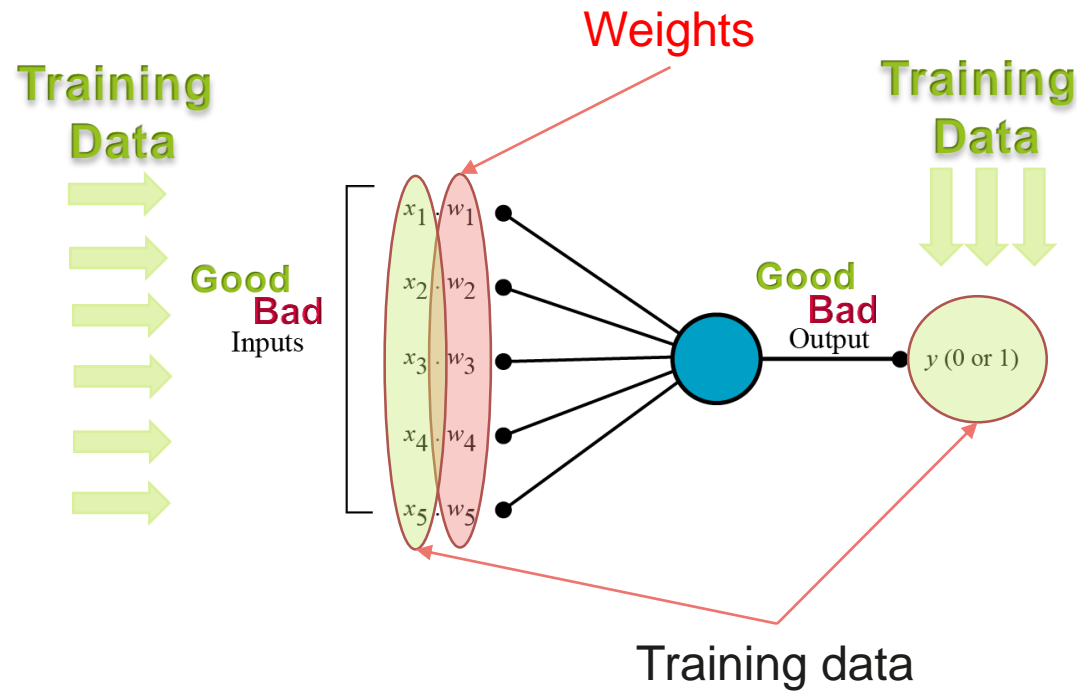 Weights
Training
Data
Training
Data
x1 . w1
x2 . w2
x3 . w3
x4 . w4
x5 . w5
Good
Bad
Inputs
Good
Bad
Output
y (0 or 1)
Training data